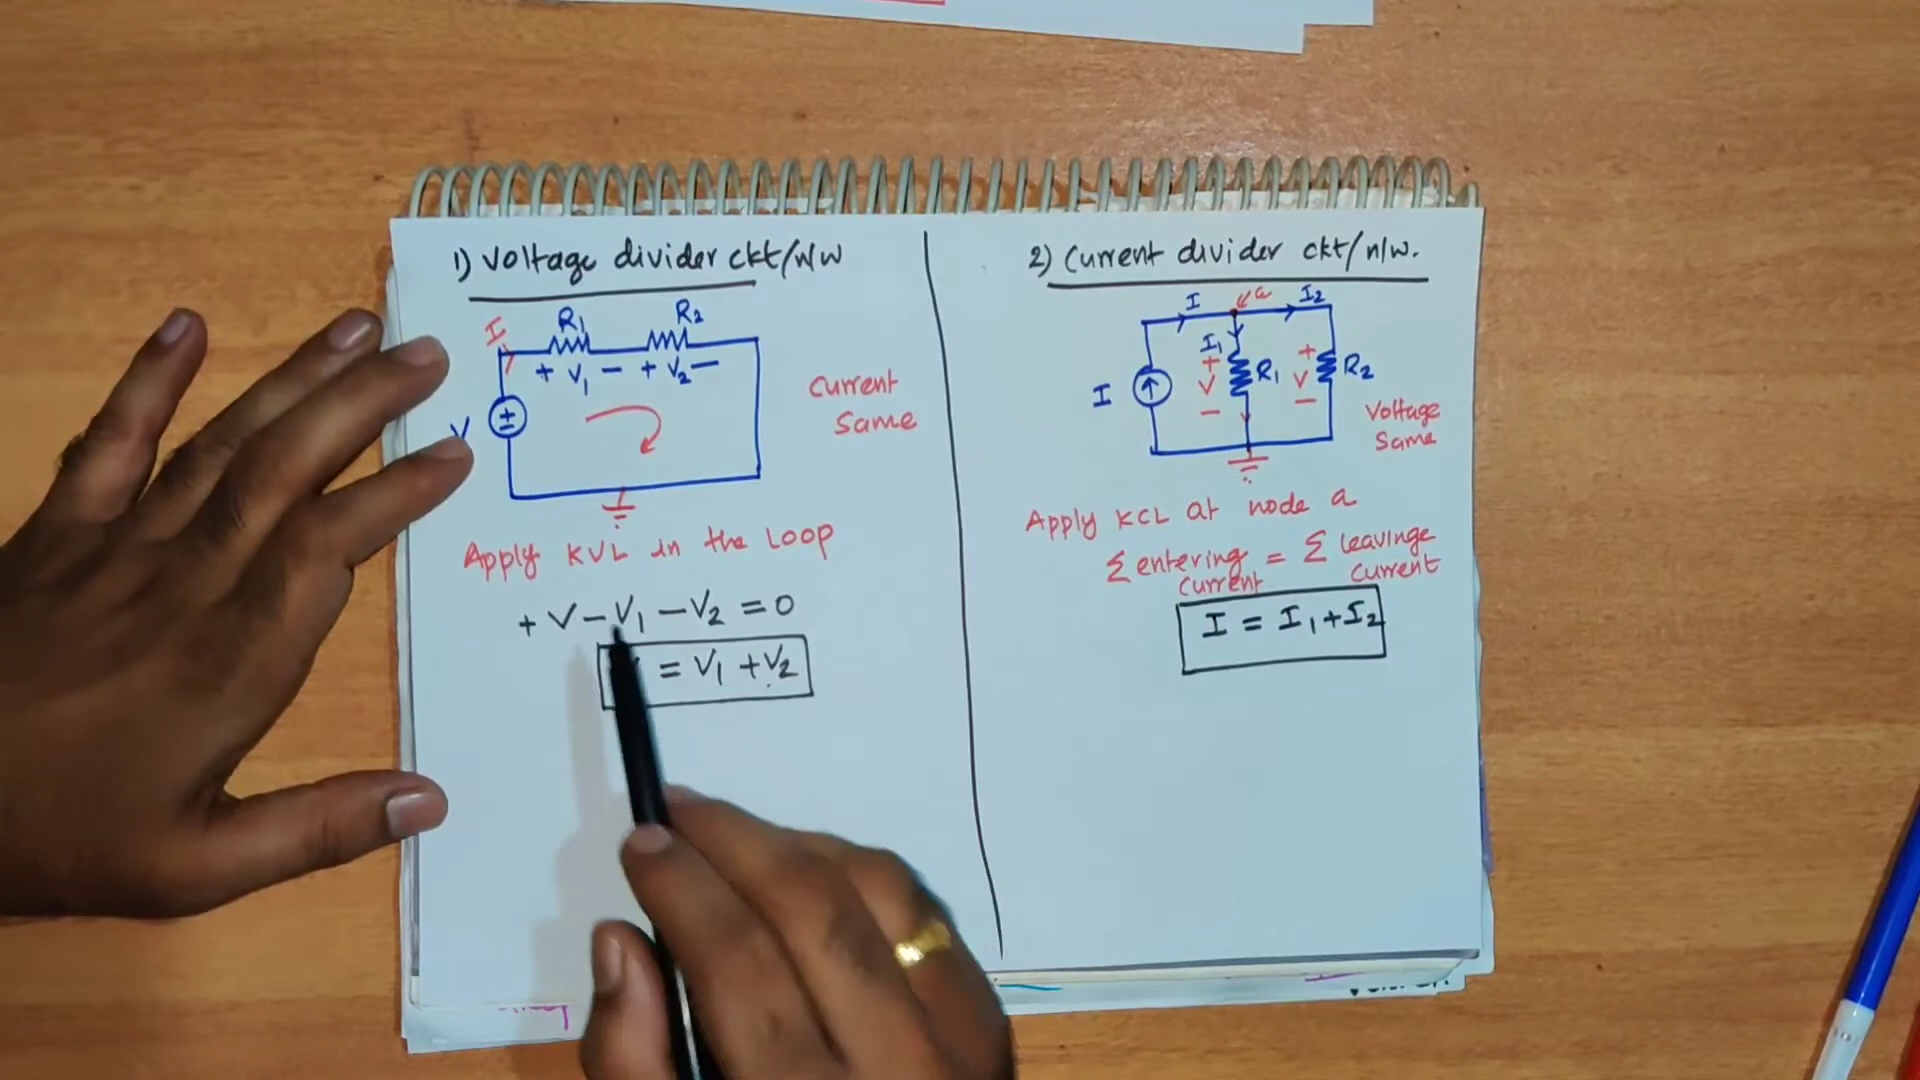 1) Voltage divider ckt/n/w
I
R1
R2
+ V1 − + V2 −
V
Current
Same
Apply KVL in the Loop
+ V − V1 − V2 = 0
= V1 + V2
2) Current divider ckt/n/w.
I
a
I2
I1
+
V
−
R1
+
V
−
R2
I
Voltage
Same
Apply KCL at node a
Σ entering current = Σ leavinge current
I = I1 + I2